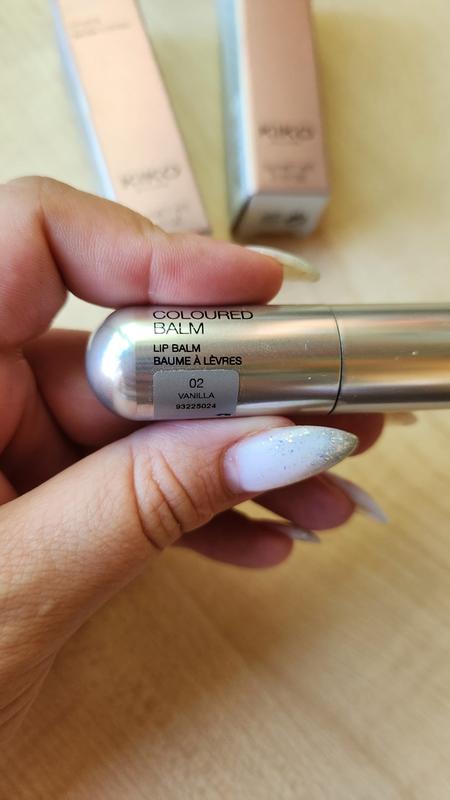 KIKO
KIKO
COLOURED
BALM
LIP BALM
BAUME À LÈVRES
02
VANILLA
93225024